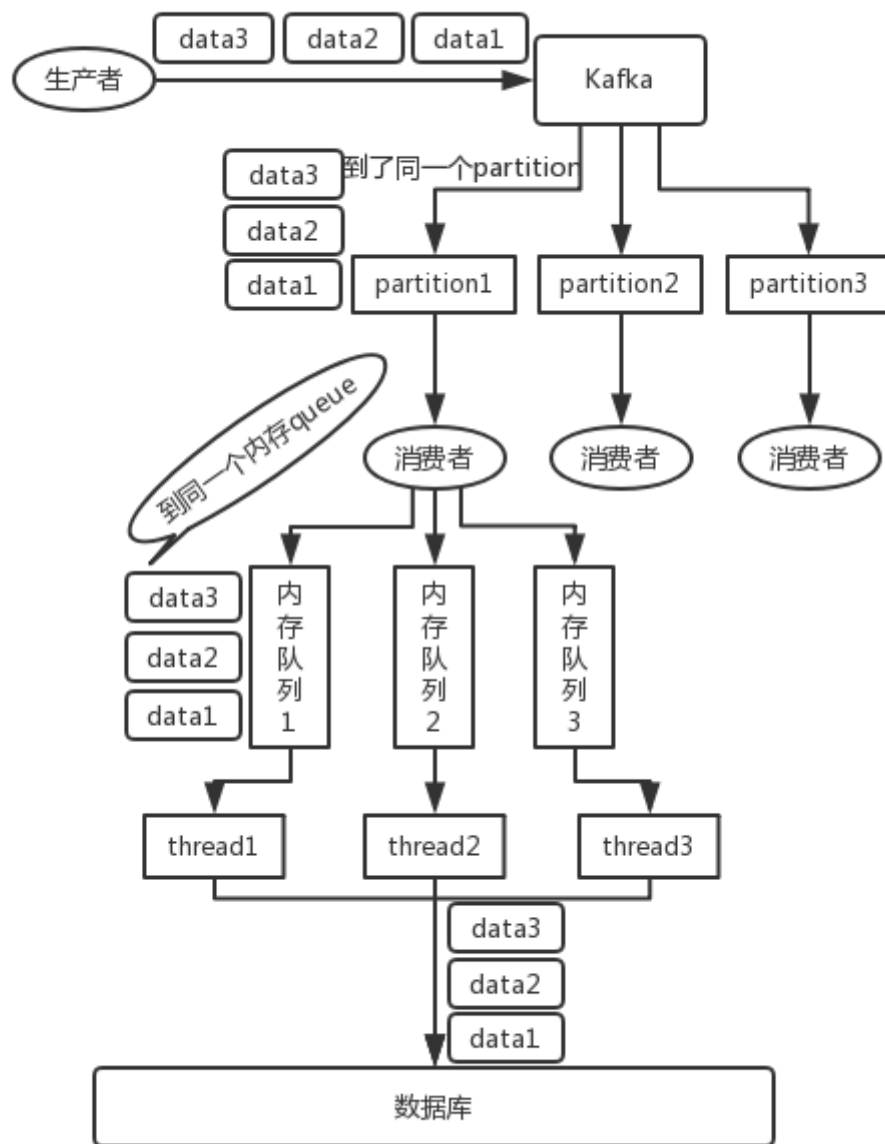 data3 data2 data1
生产者
Kafka
到了同一个partition
data3
data2
data1
partition1 partition2 partition3
到同一个内存queue
消费者 消费者 消费者
data3
data2
data1
内存队列1
内存队列2
内存队列3
thread1 thread2 thread3
data3
data2
data1
数据库